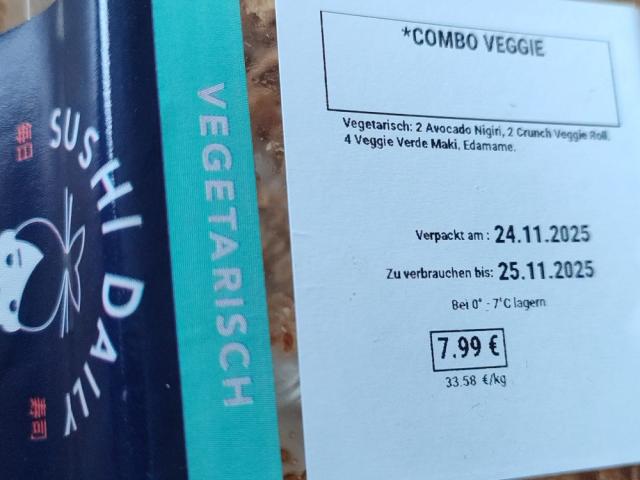 SUSHI DAILY
毎日
寿司
VEGETARISCH
*COMBO VEGGIE
Vegetarisch: 2 Avocado Nigiri, 2 Crunch Veggie Roll,
4 Veggie Verde Maki, Edamame.
Verpackt am : 24.11.2025
Zu verbrauchen bis: 25.11.2025
Bei 0° - 7°C lagern
7.99 €
33.58 €/kg